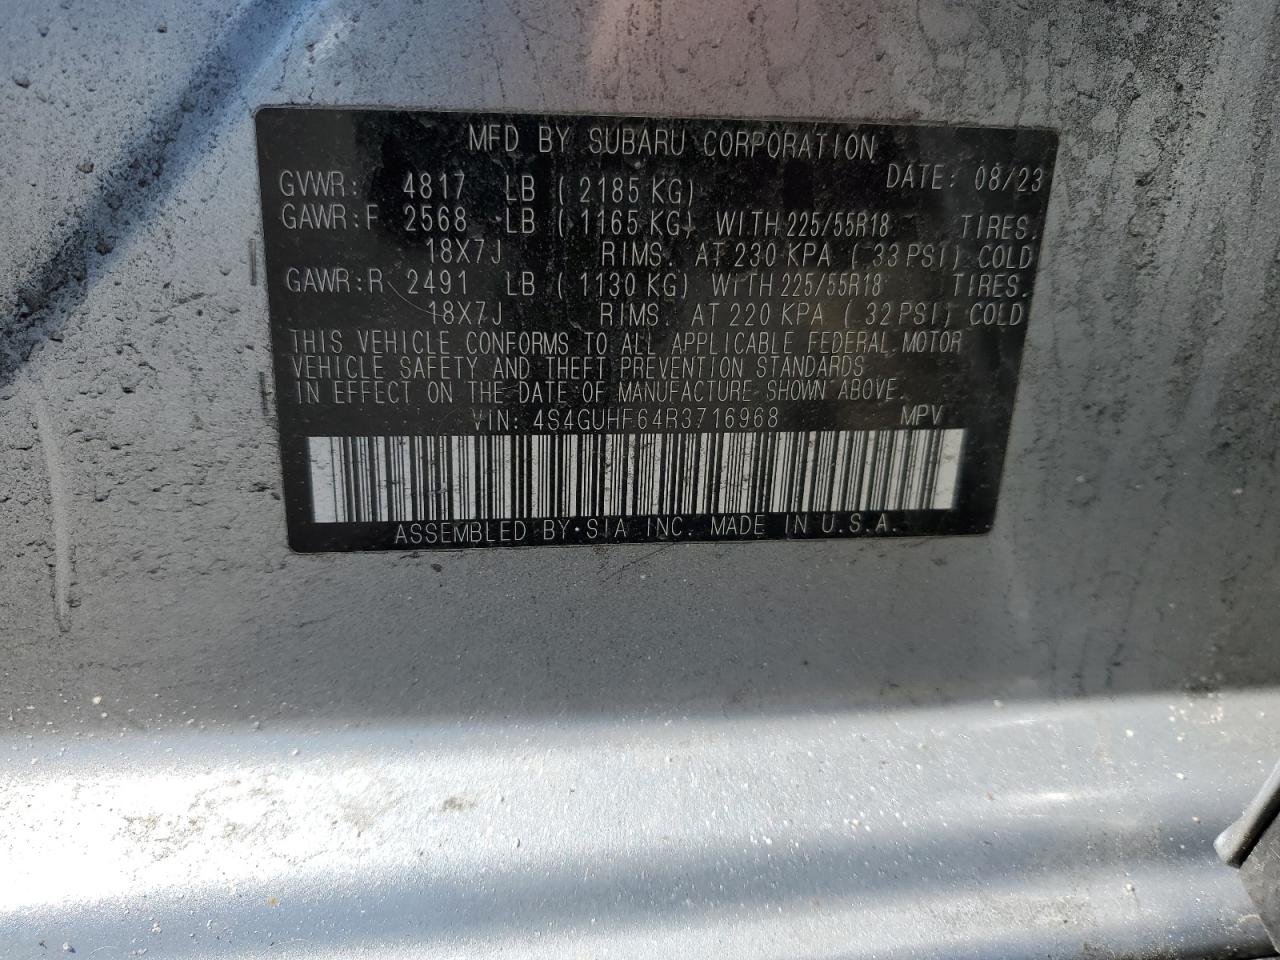 MFD BY SUBARU CORPORATION
DATE: 08/23
GVWR: 4817 LB ( 2185 KG)
GAWR:F 2568 LB ( 1165 KG) WITH 225/55R18 TIRES.
18X7J RIMS. AT 230 KPA ( 33 PSI) COLD
GAWR:R 2491 LB ( 1130 KG) WITH 225/55R18 TIRES.
18X7J RIMS. AT 220 KPA ( 32 PSI) COLD
THIS VEHICLE CONFORMS TO ALL APPLICABLE FEDERAL MOTOR
VEHICLE SAFETY AND THEFT PREVENTION STANDARDS
IN EFFECT ON THE DATE OF MANUFACTURE SHOWN ABOVE.
VIN: 4S4GUHF64R3716968 MPV
ASSEMBLED BY SIA INC. MADE IN U.S.A.